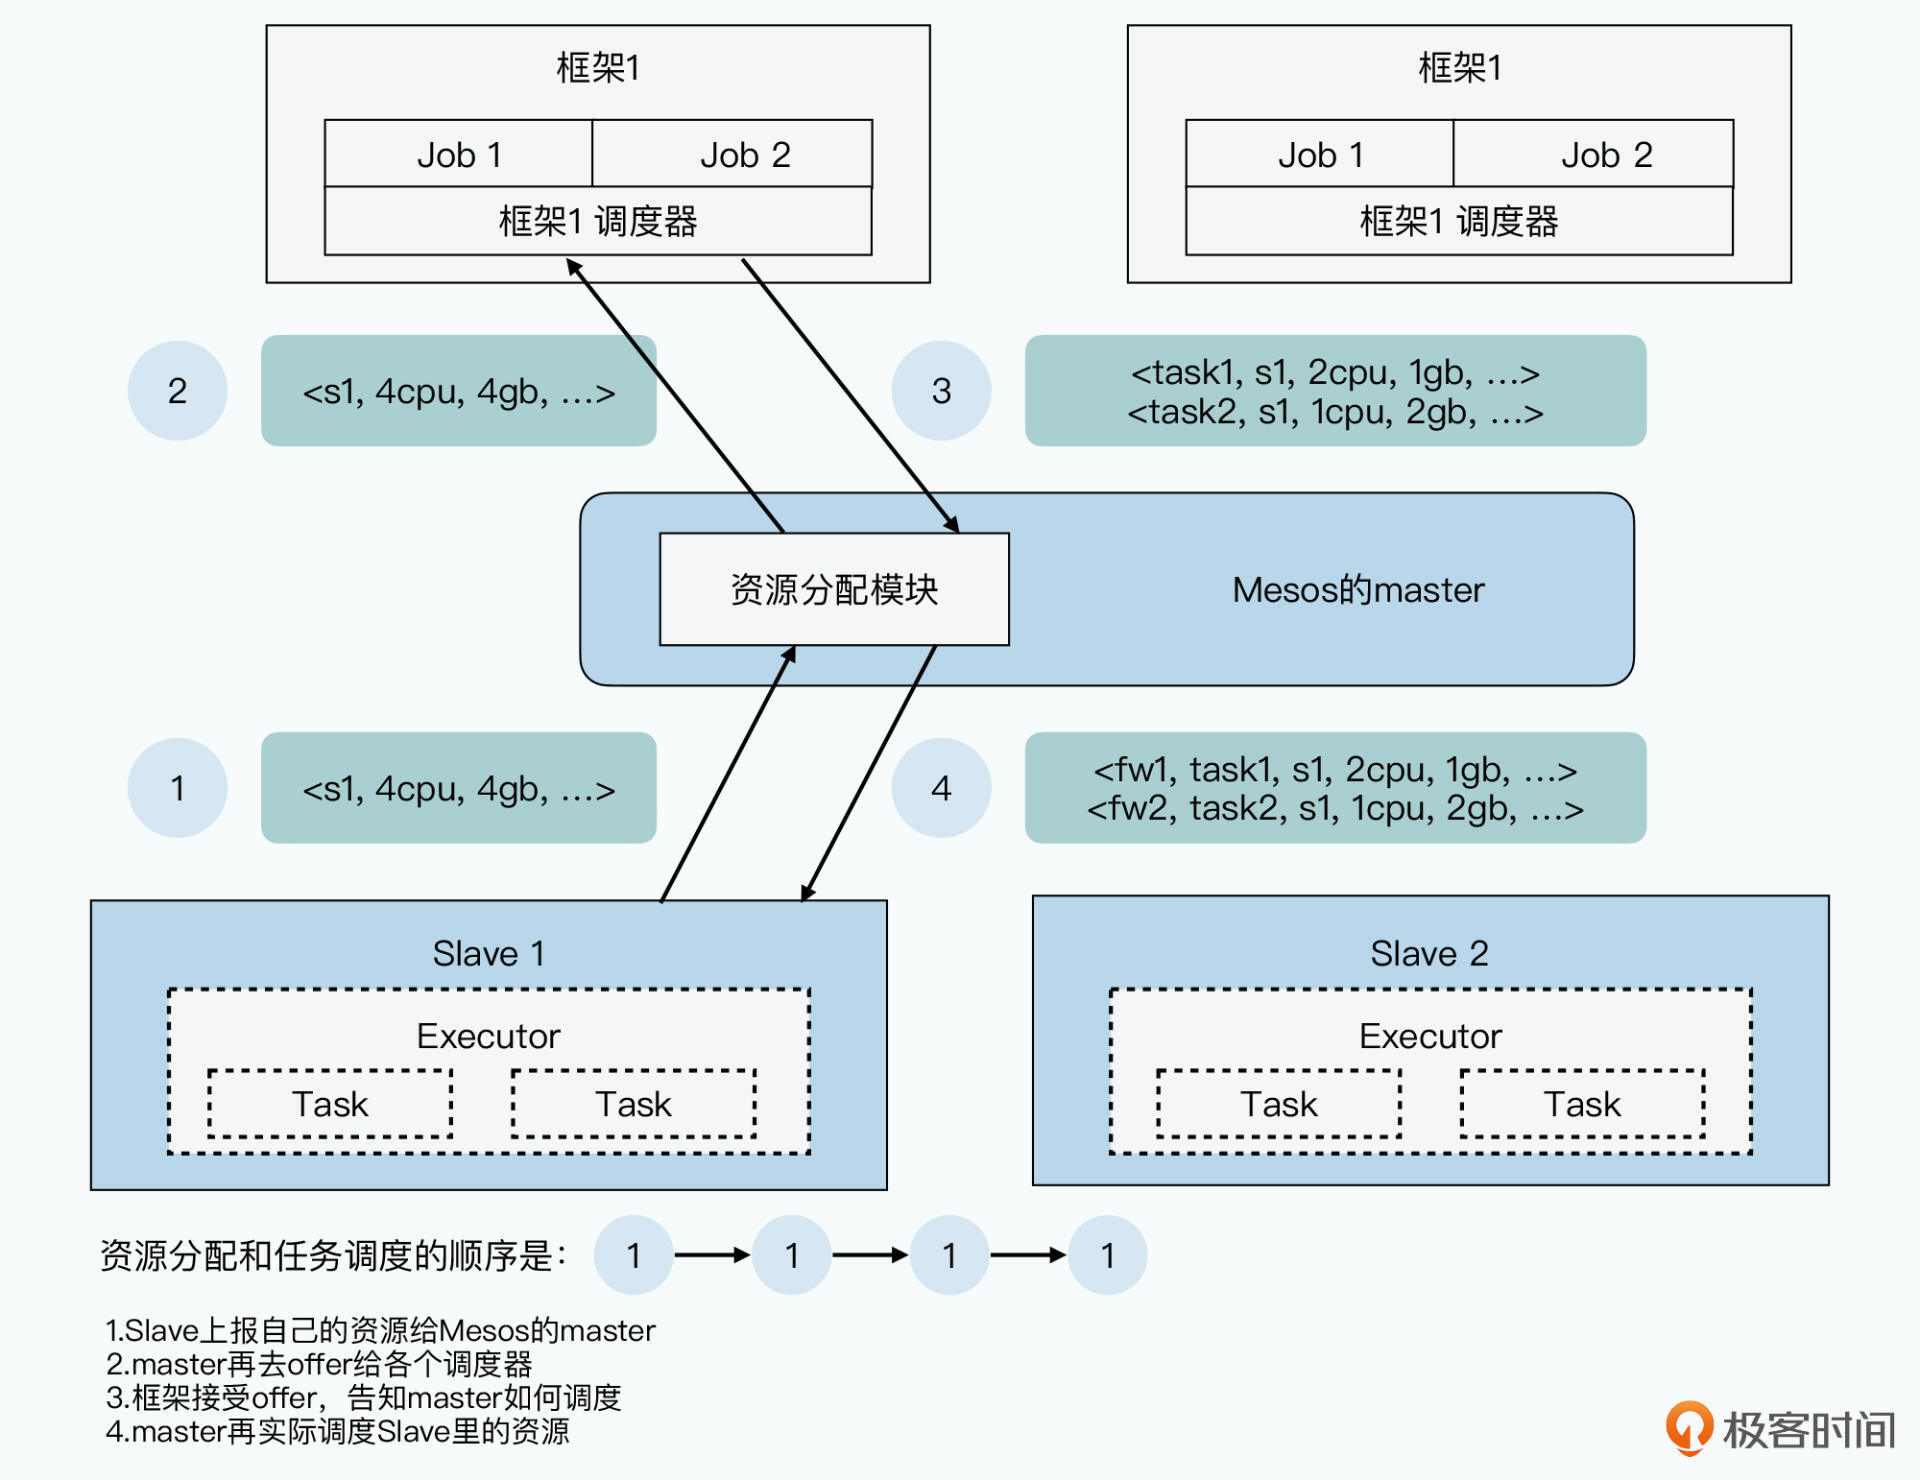 框架1
Job 1
Job 2
框架1 调度器
框架1
Job 1
Job 2
框架1 调度器
2
<s1, 4cpu, 4gb, ...>
3
<task1, s1, 2cpu, 1gb, ...>
<task2, s1, 1cpu, 2gb, ...>
资源分配模块
Mesos的master
1
<s1, 4cpu, 4gb, ...>
4
<fw1, task1, s1, 2cpu, 1gb, ...>
<fw2, task2, s1, 1cpu, 2gb, ...>
Slave 1
Executor
Task
Task
Slave 2
Executor
Task
Task
资源分配和任务调度的顺序是：
1
1
1
1
1.Slave上报自己的资源给Mesos的master
2.master再去offer给各个调度器
3.框架接受offer，告知master如何调度
4.master再实际调度Slave里的资源
极客时间